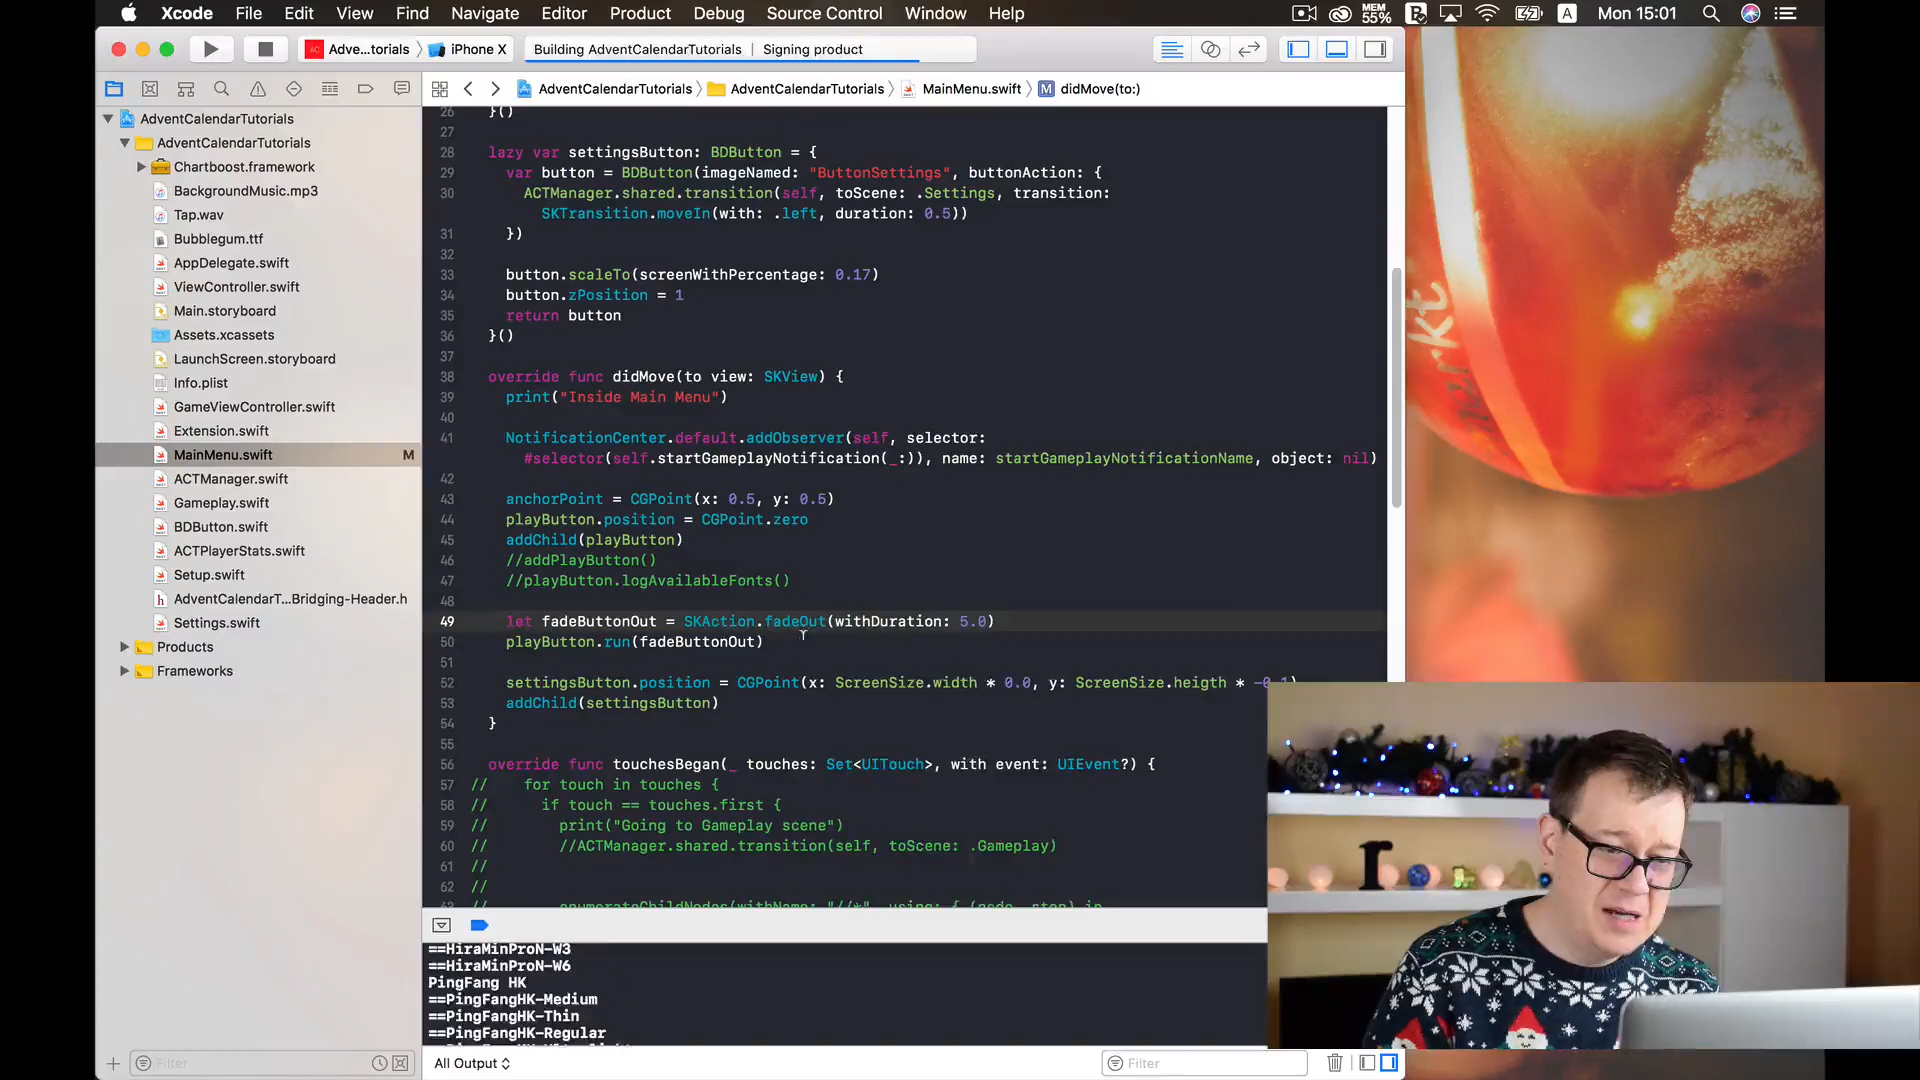 Xcode File Edit View Find Navigate Editor Product Debug Source Control Window Help
MEM 55% A Mon 15:01
AC Adve...torials iPhone X Building AdventCalendarTutorials Signing product
AdventCalendarTutorials AdventCalendarTutorials MainMenu.swift M didMove(to:)
AdventCalendarTutorials
AdventCalendarTutorials
Chartboost.framework
BackgroundMusic.mp3
Tap.wav
Bubblegum.ttf
AppDelegate.swift
ViewController.swift
Main.storyboard
Assets.xcassets
LaunchScreen.storyboard
Info.plist
GameViewController.swift
Extension.swift
MainMenu.swift M
ACTManager.swift
Gameplay.swift
BDButton.swift
ACTPlayerStats.swift
Setup.swift
h AdventCalendarT...Bridging-Header.h
Settings.swift
Products
Frameworks
Filter
26 }()
27
28 lazy var settingsButton: BDButton = {
29 var button = BDButton(imageNamed: "ButtonSettings", buttonAction: {
30 ACTManager.shared.transition(self, toScene: .Settings, transition:
SKTransition.moveIn(with: .left, duration: 0.5))
31 })
32
33 button.scaleTo(screenWithPercentage: 0.17)
34 button.zPosition = 1
35 return button
36 }()
37
38 override func didMove(to view: SKView) {
39 print("Inside Main Menu")
40
41 NotificationCenter.default.addObserver(self, selector:
#selector(self.startGameplayNotification(_:)), name: startGameplayNotificationName, object: nil)
42
43 anchorPoint = CGPoint(x: 0.5, y: 0.5)
44 playButton.position = CGPoint.zero
45 addChild(playButton)
46 //addPlayButton()
47 //playButton.logAvailableFonts()
48
49 let fadeButtonOut = SKAction.fadeOut(withDuration: 5.0)
50 playButton.run(fadeButtonOut)
51
52 settingsButton.position = CGPoint(x: ScreenSize.width * 0.0, y: ScreenSize.heigth *
53 addChild(settingsButton)
54 }
55
56 override func touchesBegan(_ touches: Set<UITouch>, with event: UIEvent?) {
57 // for touch in touches {
58 // if touch == touches.first {
59 // print("Going to Gameplay scene")
60 // //ACTManager.shared.transition(self, toScene: .Gameplay)
61 //
62 //
==HiraMinProN-W3
==HiraMinProN-W6
PingFang HK
==PingFangHK-Medium
==PingFangHK-Thin
==PingFangHK-Regular
All Output Filter